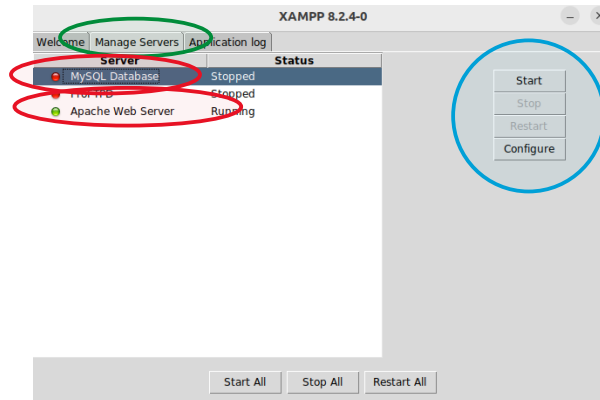 XAMPP 8.2.4-0
Welcome Manage Servers Application log
Server Status
MySQL Database Stopped
ProFTPD Stopped
Apache Web Server Running
Start
Stop
Restart
Configure
Start All Stop All Restart All